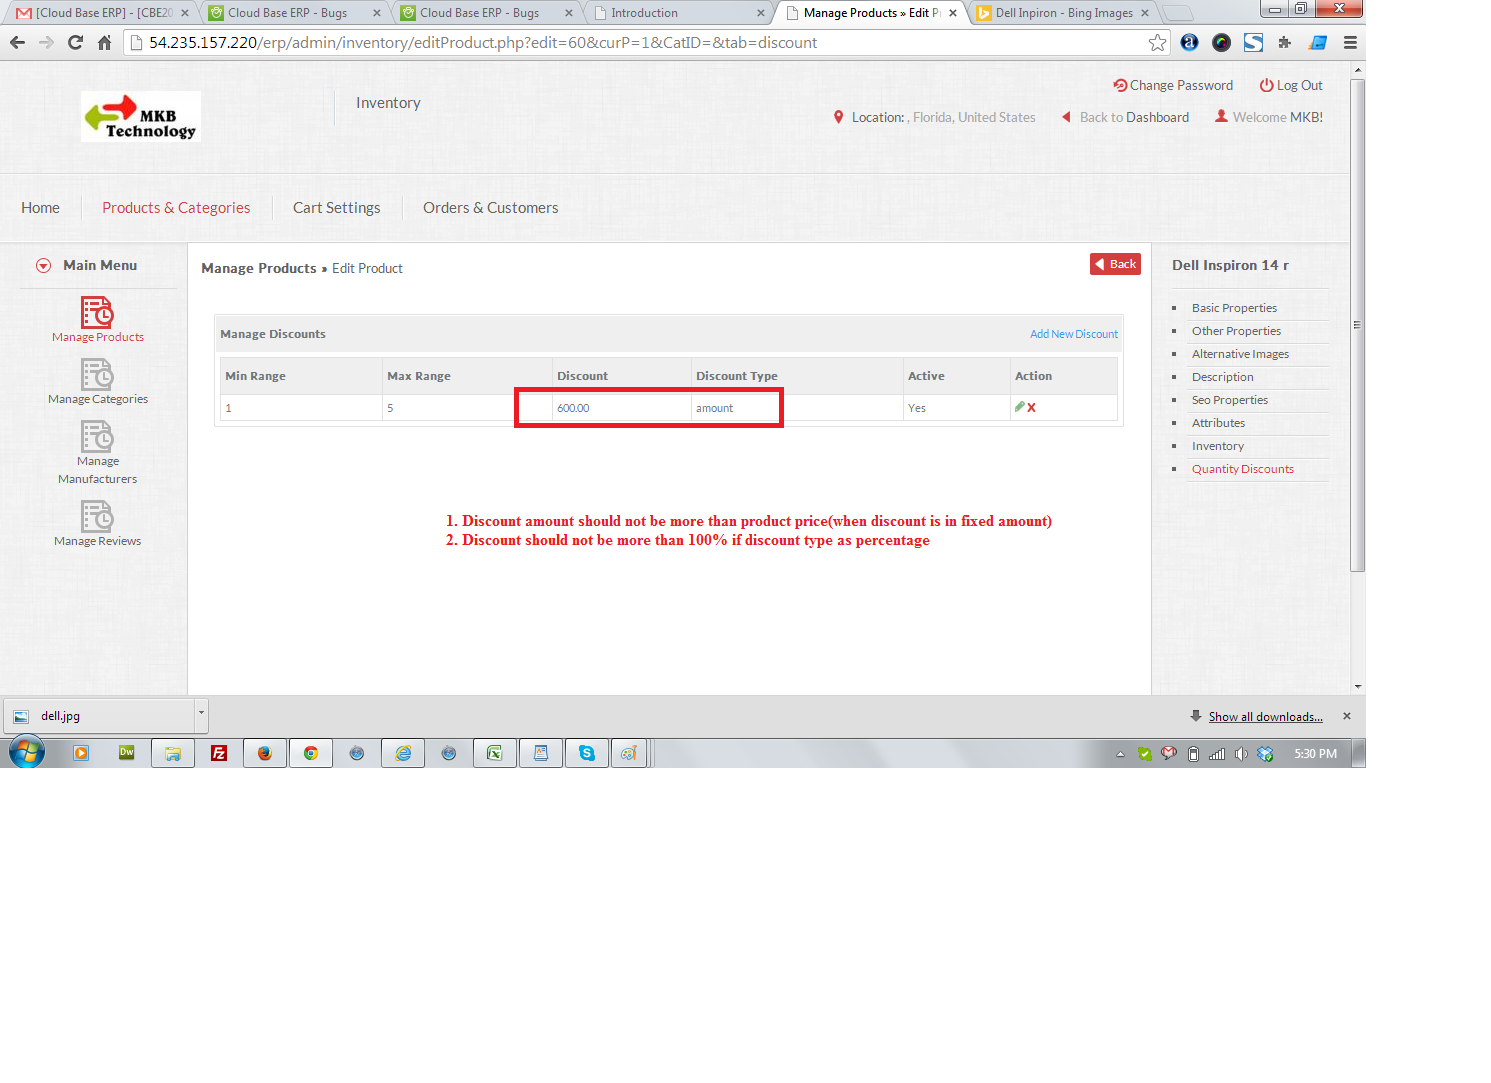 [Cloud Base ERP] - [CBE20
Cloud Base ERP - Bugs
Cloud Base ERP - Bugs
Introduction
Manage Products » Edit P
Dell Inpiron - Bing Images
54.235.157.220/erp/admin/inventory/editProduct.php?edit=60&curP=1&CatID=&tab=discount
MKB
Technology
Inventory
Change Password
Log Out
Location: , Florida, United States
Back to Dashboard
Welcome MKB!
Home
Products & Categories
Cart Settings
Orders & Customers
Main Menu
Manage Products
Manage Categories
Manage
Manufacturers
Manage Reviews
Manage Products » Edit Product
Back
Manage Discounts
Add New Discount
Min Range Max Range Discount Discount Type Active Action
1 5 600.00 amount Yes
1. Discount amount should not be more than product price(when discount is in fixed amount)
2. Discount should not be more than 100% if discount type as percentage
Dell Inspiron 14 r
Basic Properties
Other Properties
Alternative Images
Description
Seo Properties
Attributes
Inventory
Quantity Discounts
dell.jpg
Show all downloads...
Dw
Fz
5:30 PM